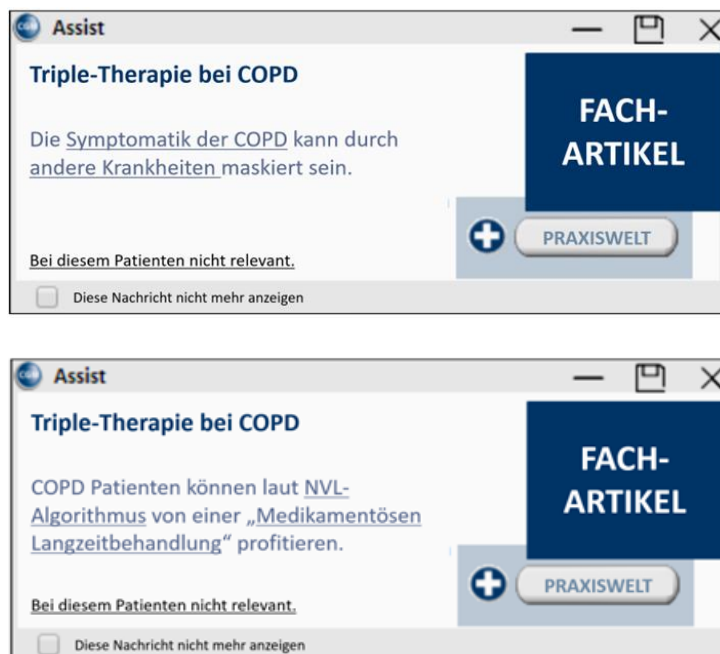 CGM Assist
Triple-Therapie bei COPD
FACH-
ARTIKEL
Die Symptomatik der COPD kann durch
andere Krankheiten maskiert sein.
PRAXISWELT
Bei diesem Patienten nicht relevant.
Diese Nachricht nicht mehr anzeigen
CGM Assist
Triple-Therapie bei COPD
FACH-
ARTIKEL
COPD Patienten können laut NVL-
Algorithmus von einer „Medikamentösen
Langzeitbehandlung“ profitieren.
PRAXISWELT
Bei diesem Patienten nicht relevant.
Diese Nachricht nicht mehr anzeigen